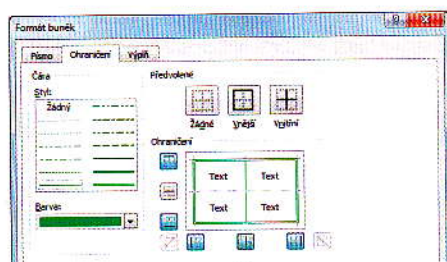 Formát buněk
Písmo
Ohraničení
Výplň
Čára
Styl:
Žádný
Barva:
Předvolené
Žádné
Vnější
Vnitřní
Ohraničení
Text
Text
Text
Text